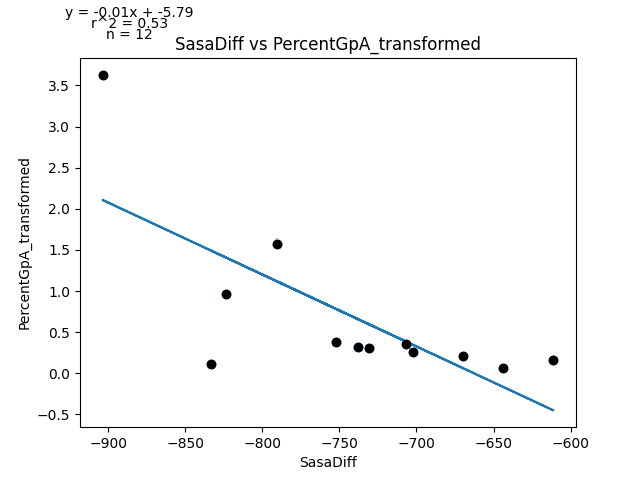 y = -0.01x + -5.79
r^2 = 0.53
n = 12
SasaDiff vs PercentGpA_transformed
PercentGpA_transformed
3.5
3.0
2.5
2.0
1.5
1.0
0.5
0.0
−0.5
−900 −850 −800 −750 −700 −650 −600
SasaDiff